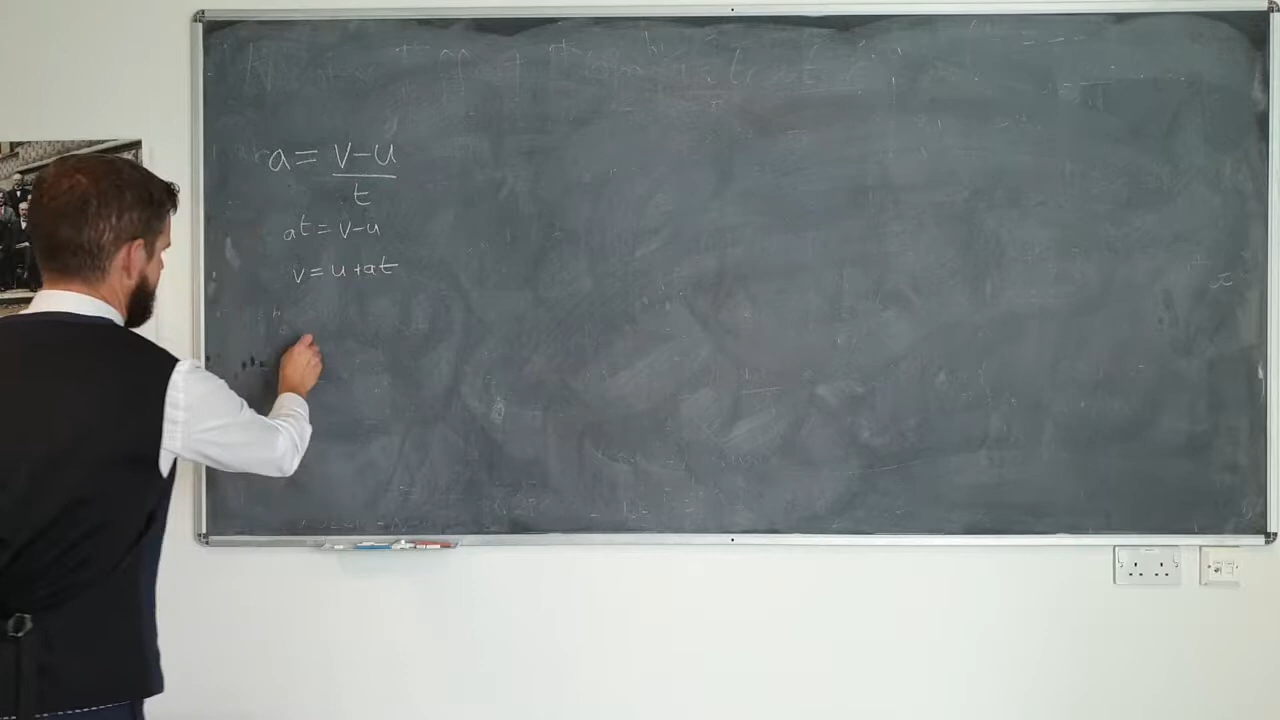 a = v-u
t
at = v-u
v = u+at